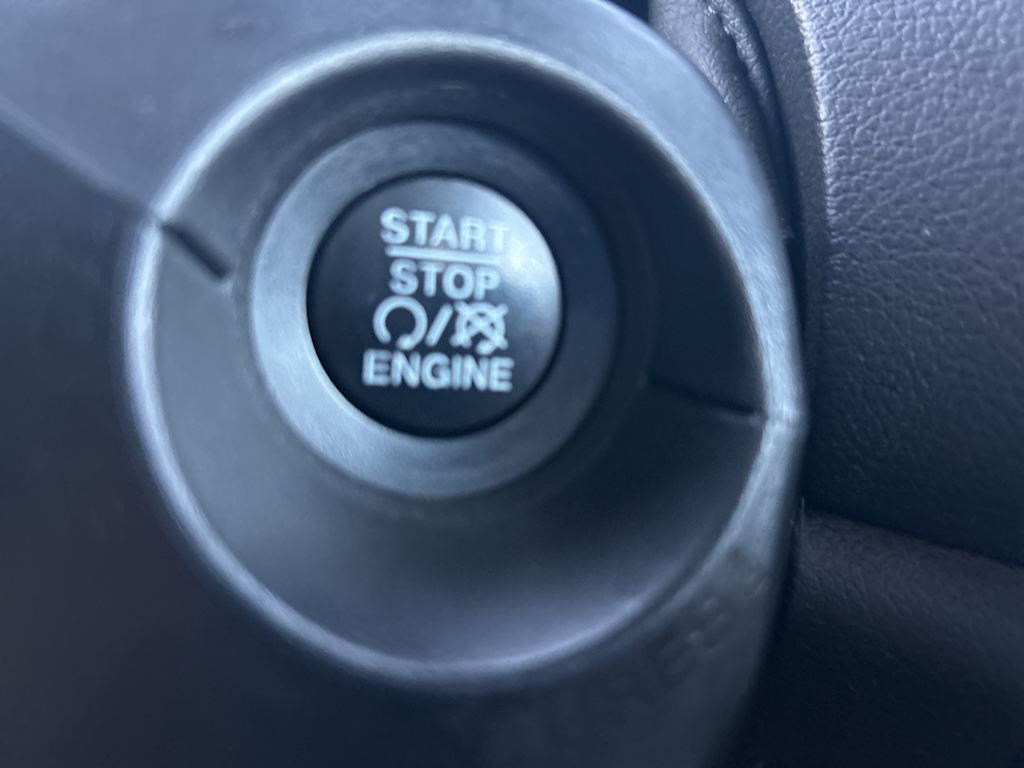 START
STOP
/
ENGINE